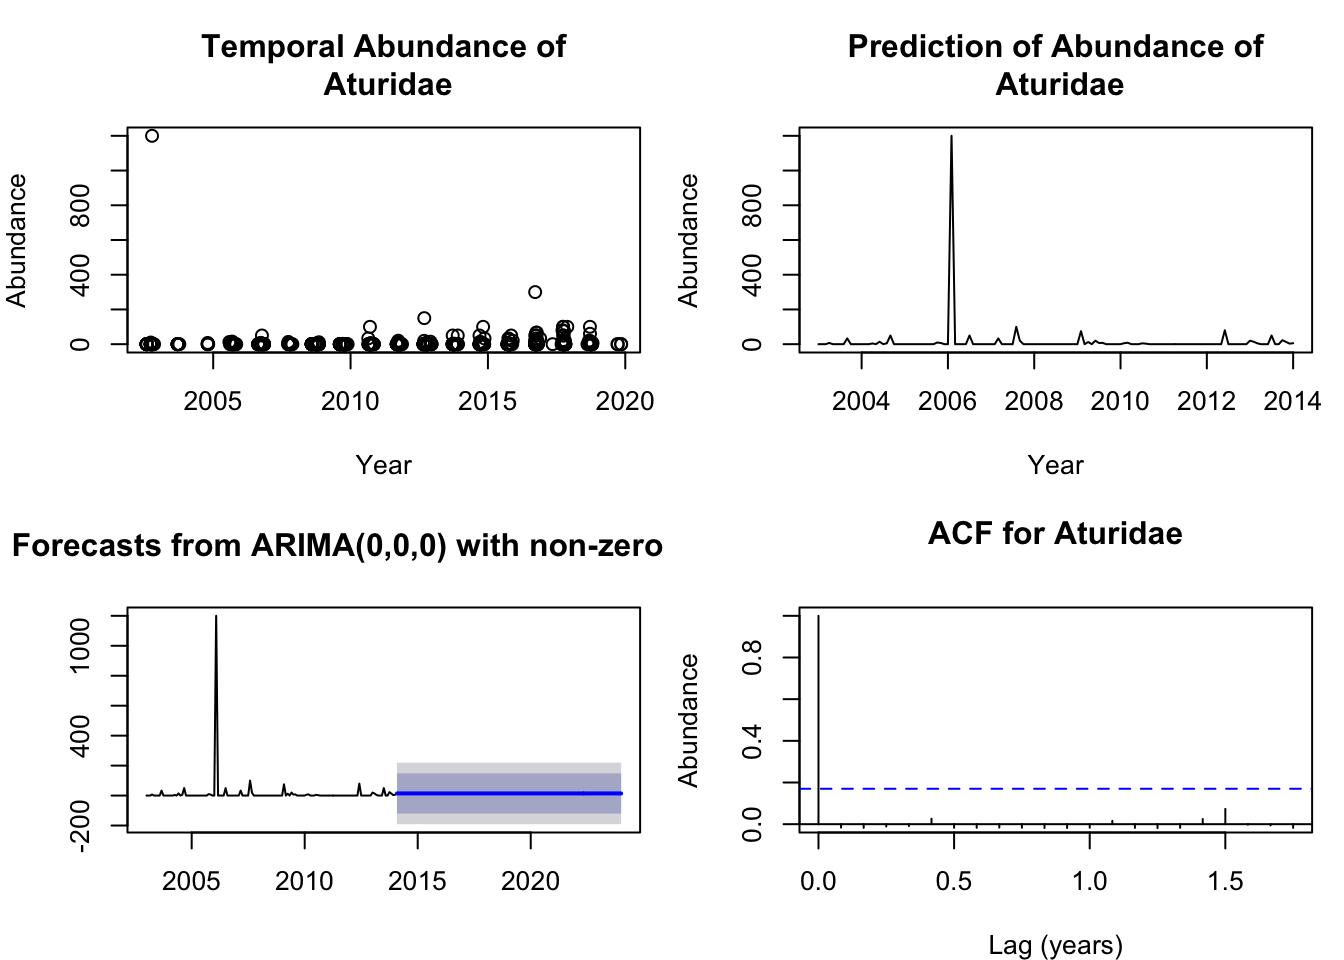 Temporal Abundance of
Aturidae
Abundance
0
400
800
2005
2010
2015
2020
Year
Prediction of Abundance of
Aturidae
Abundance
0
400
800
2004
2006
2008
2010
2012
2014
Year
Forecasts from ARIMA(0,0,0) with non-zero
-200
400
1000
2005
2010
2015
2020
ACF for Aturidae
Abundance
0.0
0.4
0.8
0.0
0.5
1.0
1.5
Lag (years)